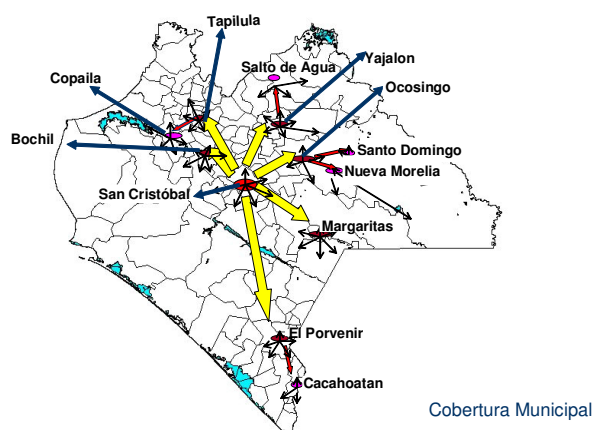 Tapilula
Yajalon
Salto de Agua
Copaila
Ocosingo
Bochil
Santo Domingo
Nueva Morelia
San Cristóbal
Margaritas
El Porvenir
Cacahoatan
Cobertura Municipal